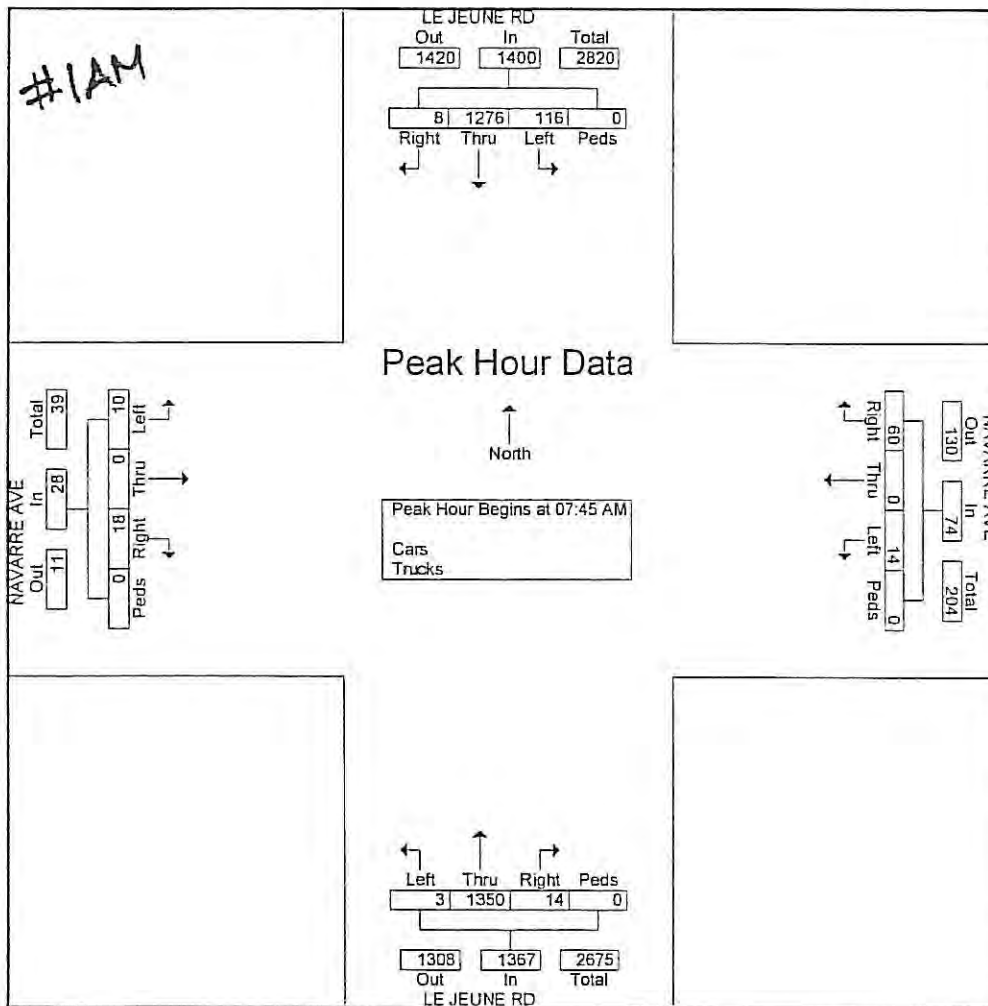 LE JEUNE RD
Out In Total
1420 1400 2820
#1AM
8 1276 116 0
Right Thru Left Peds
Peak Hour Data
North
Peak Hour Begins at 07:45 AM
Cars
Trucks
NAVARRE AVE
Out In Total
11 28 39
Left Thru Right Peds
10 0 18 0
NAVARRE AVE
Out In Total
130 74 204
Right Thru Left Peds
60 0 14 0
Left Thru Right Peds
3 1350 14 0
1308 1367 2675
Out In Total
LE JEUNE RD